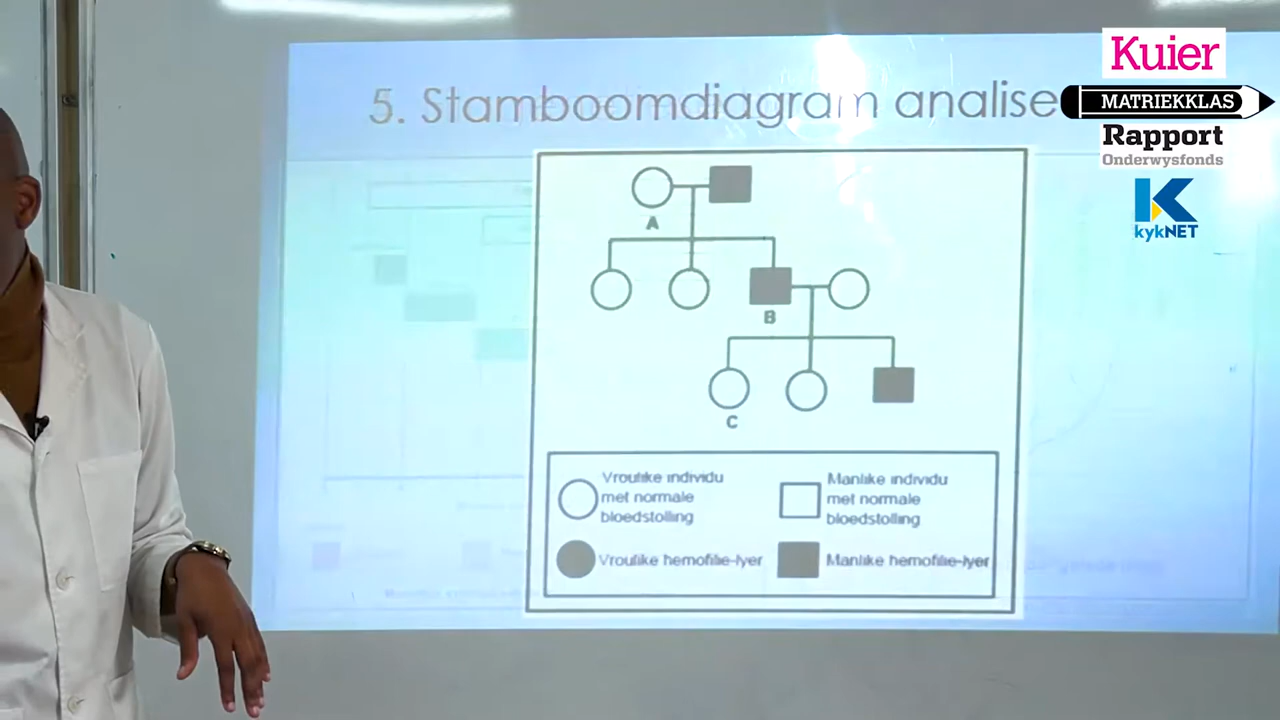 5. Stamboomdiagram analise
Kuier
MATRIEKKLAS
Rapport
Onderwysfonds
kykNET
A
B
C
Vroulike individu
met normale
bloedstolling
Manlike individu
met normale
bloedstolling
Vroulike hemofilie-lyer
Manlike hemofilie-lyer